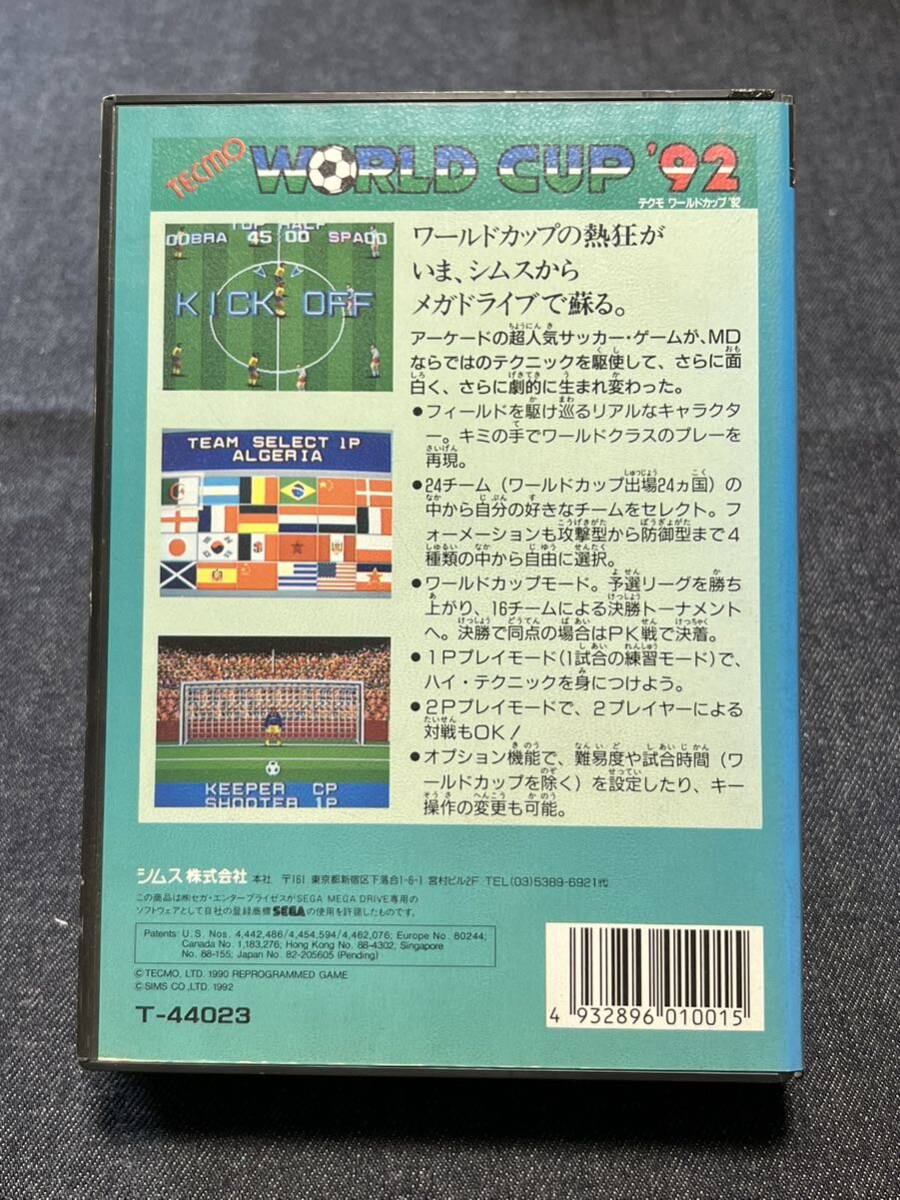 TECMO WORLD CUP '92
テクモ ワールドカップ'92
TOP HALF
COBRA 45 00 SPA00
KICK OFF
TEAM SELECT 1P
ALGERIA
KEEPER CP
SHOOTER 1P
ワールドカップの熱狂が
いま、シムスから
メガドライブで蘇る。
アーケードの超人気サッカー・ゲームが、MD
ならではのテクニックを駆使して、さらに面
白く、さらに劇的に生まれ変わった。
●フィールドを駆け巡るリアルなキャラクタ
ー。キミの手でワールドクラスのプレーを
再現。
●24チーム（ワールドカップ出場24ヵ国）の
中から自分の好きなチームをセレクト。フ
ォーメーションも攻撃型から防御型まで4
種類の中から自由に選択。
●ワールドカップモード。予選リーグを勝ち
上がり、16チームによる決勝トーナメント
へ。決勝で同点の場合はPK戦で決着。
●1Pプレイモード（1試合の練習モード）で、
ハイ・テクニックを身につけよう。
●2Pプレイモードで、2プレイヤーによる
対戦もOK!
●オプション機能で、難易度や試合時間（ワ
ールドカップを除く）を設定したり、キー
操作の変更も可能。
シムス株式会社 本社 〒161 東京都新宿区下落合1-6-1 宮村ビル2F TEL(03)5389-6921代
この商品は㈱セガ・エンタープライゼスがSEGA MEGA DRIVE専用の
ソフトウェアとして自社の登録商標SEGAの使用を許諾したものです。
Patents: U.S. Nos. 4,442,486/4,454,594/4,462,076; Europe No. 80244;
Canada No. 1,183,276; Hong Kong No. 88-4302; Singapore
No. 88-155; Japan No. 82-205605 (Pending)
©TECMO, LTD. 1990 REPROGRAMMED GAME
©SIMS CO.,LTD. 1992
T-44023
4 932896 010015